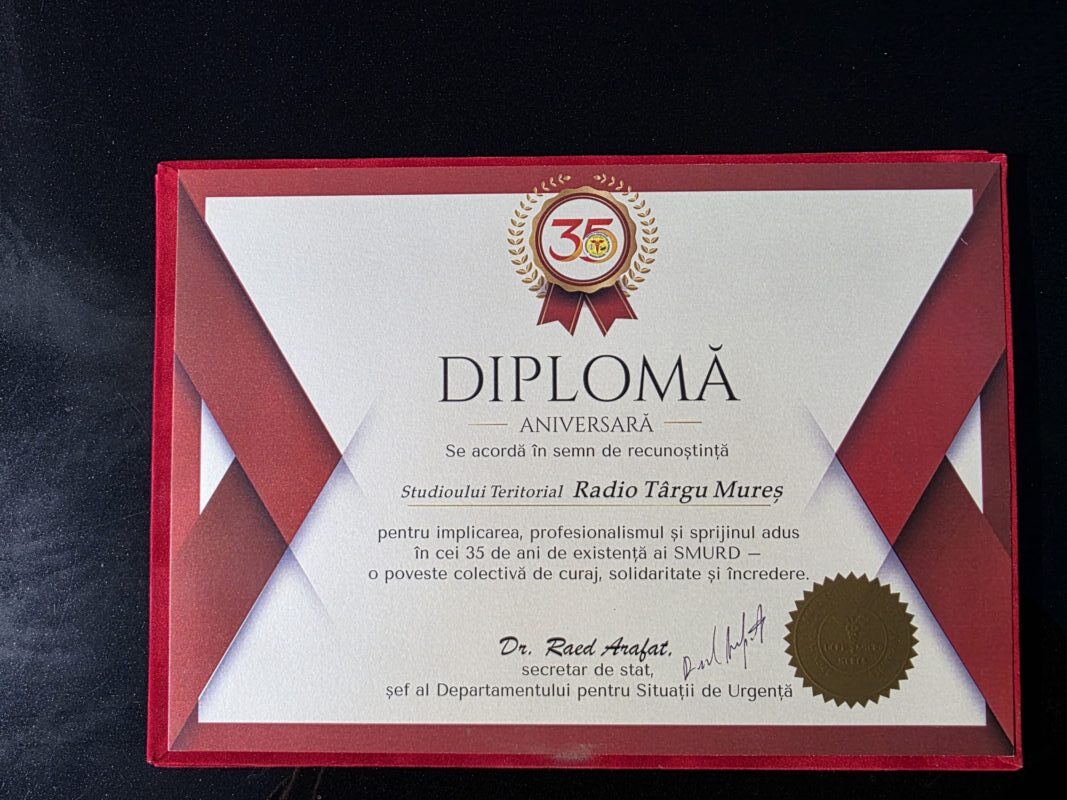 35
DIPLOMĂ
ANIVERSARĂ
Se acordă în semn de recunoștință
Studioului Teritorial Radio Târgu Mureș
pentru implicarea, profesionalismul și sprijinul adus
în cei 35 de ani de existență ai SMURD –
o poveste colectivă de curaj, solidaritate și încredere.
Dr. Raed Arafat,
secretar de stat,
șef al Departamentului pentru Situații de Urgență